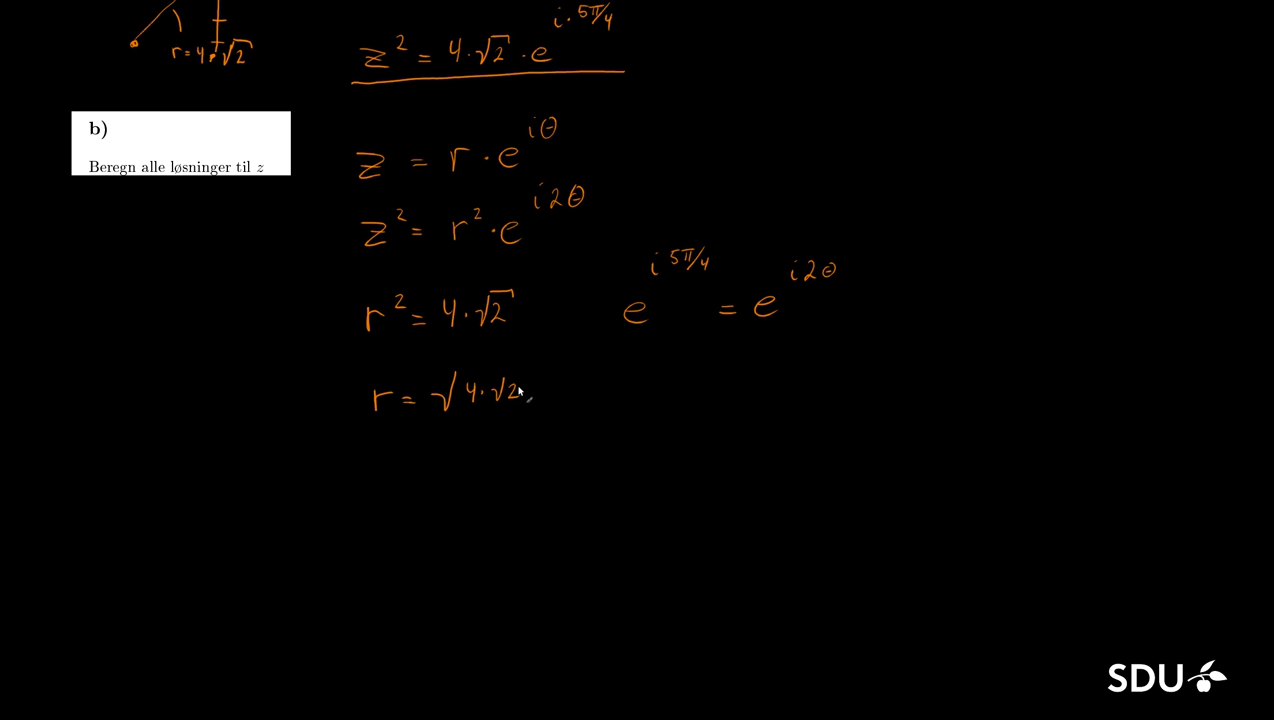 r = 4·√2
z² = 4·√2·e^{i·5π/4}
b)
Beregn alle løsninger til z
z = r·e^{iθ}
z² = r²·e^{i2θ}
r² = 4·√2    e^{i5π/4} = e^{i2θ}
r = √4·√2
SDU